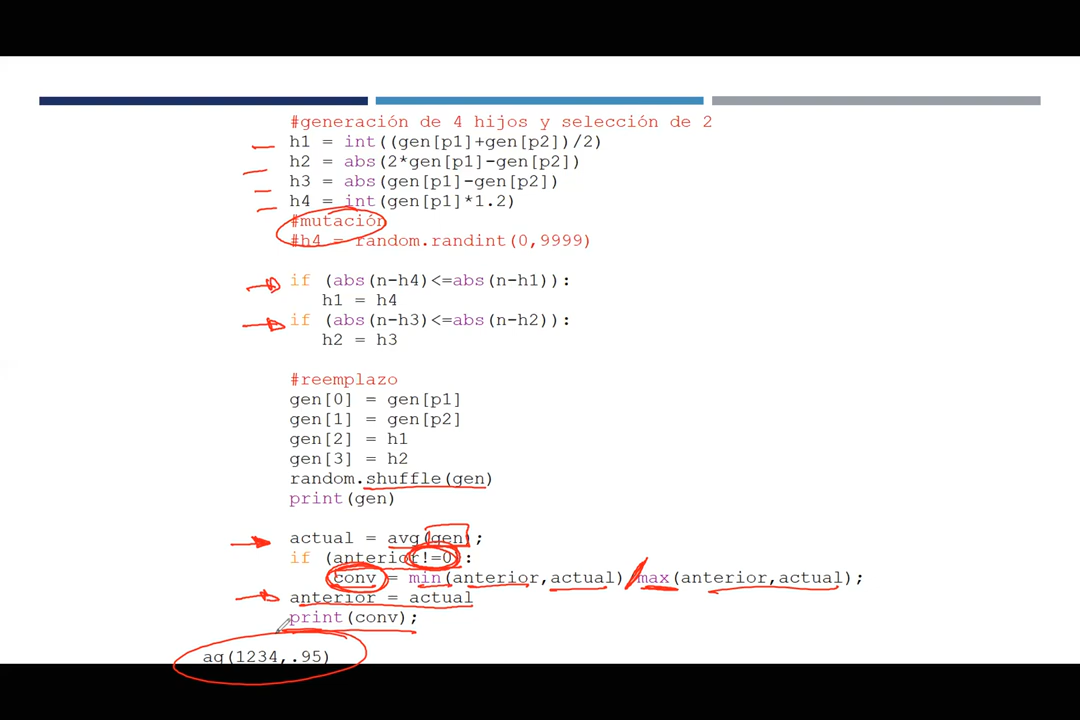 #generación de 4 hijos y selección de 2
h1 = int((gen[p1]+gen[p2])/2)
h2 = abs(2*gen[p1]-gen[p2])
h3 = abs(gen[p1]-gen[p2])
h4 = int(gen[p1]*1.2)
#mutación
#h4 = random.randint(0,9999)
if (abs(n-h4)<=abs(n-h1)):
h1 = h4
if (abs(n-h3)<=abs(n-h2)):
h2 = h3
#reemplazo
gen[0] = gen[p1]
gen[1] = gen[p2]
gen[2] = h1
gen[3] = h2
random.shuffle(gen)
print(gen)
actual = avg(gen);
if (anterior!=0):
conv = min(anterior,actual)/max(anterior,actual);
anterior = actual
print(conv);
ag(1234,.95)